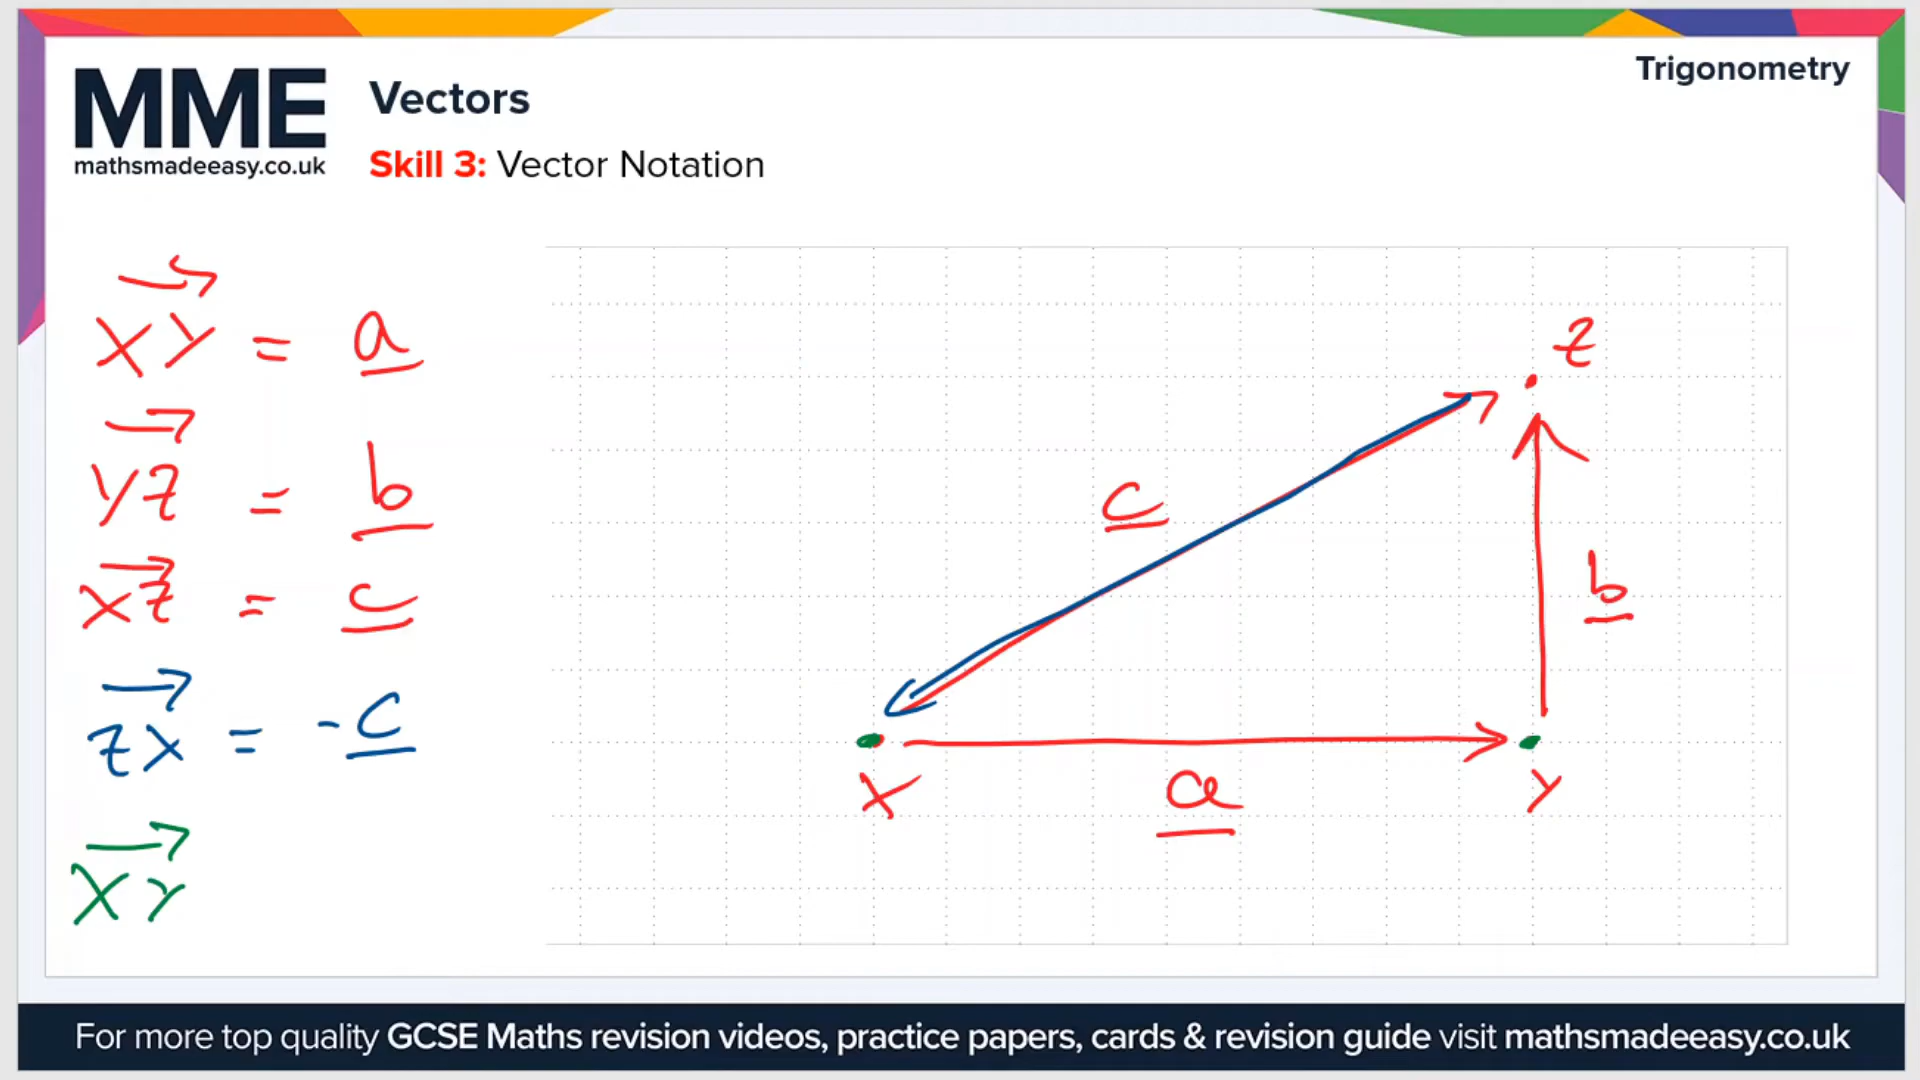 MME
mathsmadeeasy.co.uk
Vectors
Skill 3: Vector Notation
Trigonometry
XY = a
YZ = b
XZ = c
ZX = -c
XY
Z
c
b
X
a
Y
For more top quality GCSE Maths revision videos, practice papers, cards & revision guide visit mathsmadeeasy.co.uk